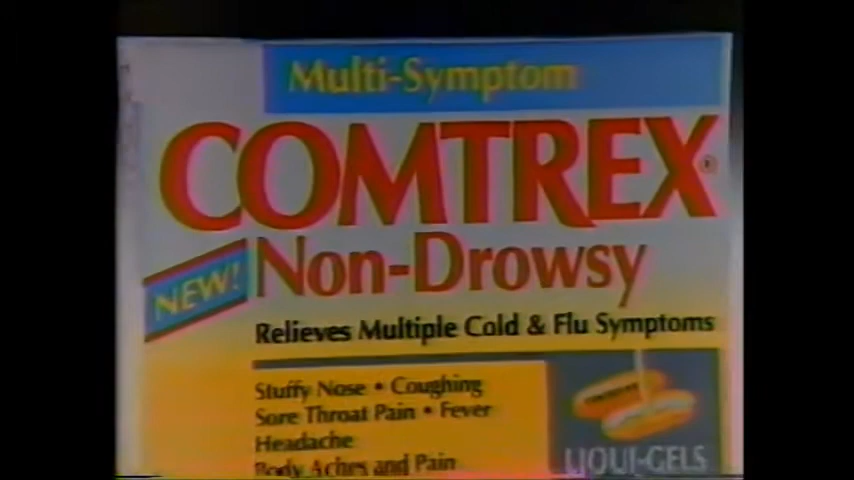 Multi-Symptom
COMTREX®
NEW!
Non-Drowsy
Relieves Multiple Cold & Flu Symptoms
Stuffy Nose • Coughing
Sore Throat Pain • Fever
Headache
Body Aches and Pain
LIQUI-GELS